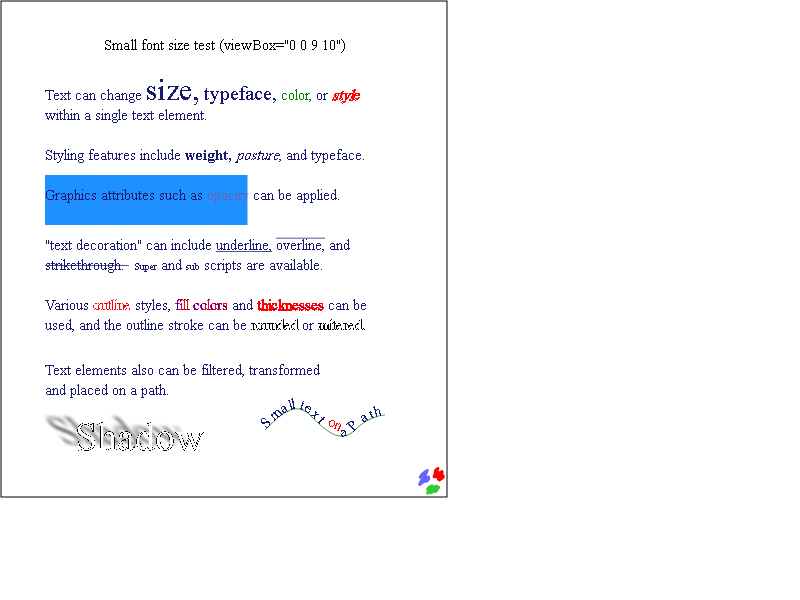 Small font size test (viewBox="0 0 9 10")
Text can change size, typeface, color, or style
within a single text element.
Styling features include weight, posture, and typeface.
Graphics attributes such as opacity can be applied.
"text decoration" can include underline, overline, and
strikethrough. Super and sub scripts are available.
Various outline styles, fill colors and thicknesses can be
used, and the outline stroke can be rounded or mitered.
Text elements also can be filtered, transformed
and placed on a path.
Shadow
Small text on a Path